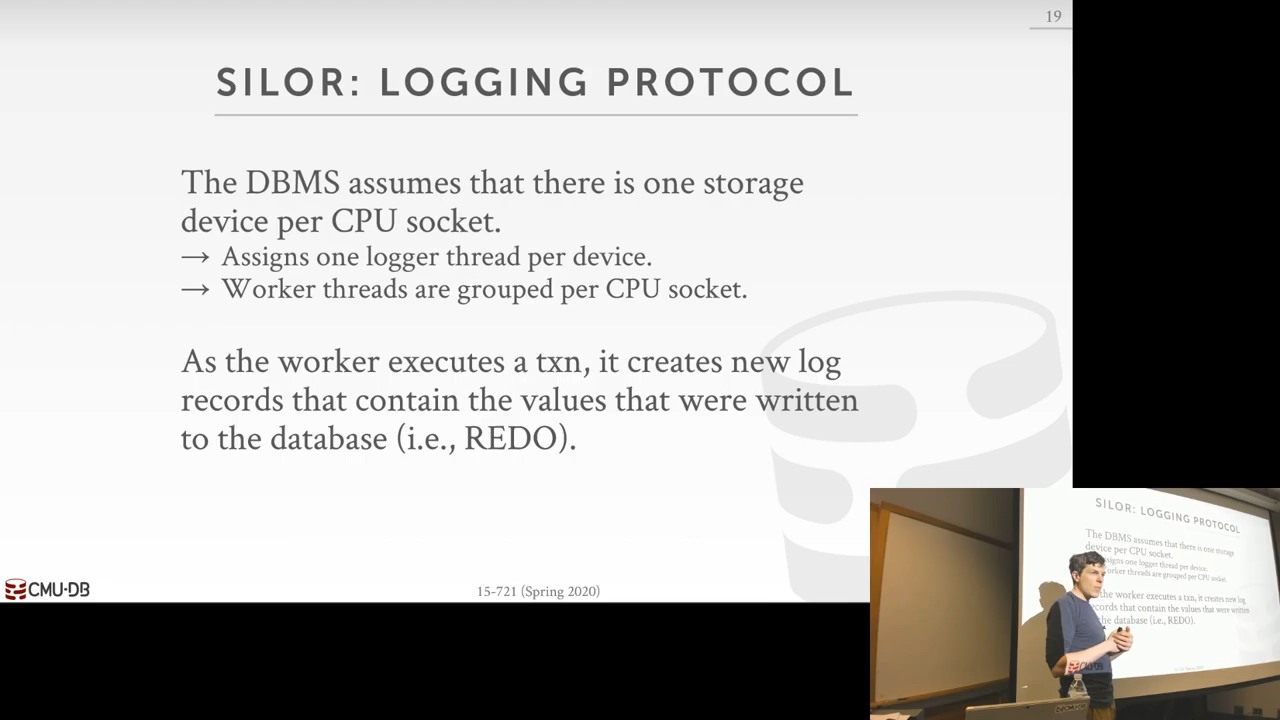 19
SILOR: LOGGING PROTOCOL
The DBMS assumes that there is one storage
device per CPU socket.
→ Assigns one logger thread per device.
→ Worker threads are grouped per CPU socket.
As the worker executes a txn, it creates new log
records that contain the values that were written
to the database (i.e., REDO).
CMU·DB
15-721 (Spring 2020)
SILOR: LOGGING PROTOCOL
The DBMS assumes that there is one storage
device per CPU socket.
one logger thread per device.
threads are grouped per CPU socket.
the worker executes a txn, it creates new log
records that contain the values that were written
the database (i.e., REDO).
CMU·DB